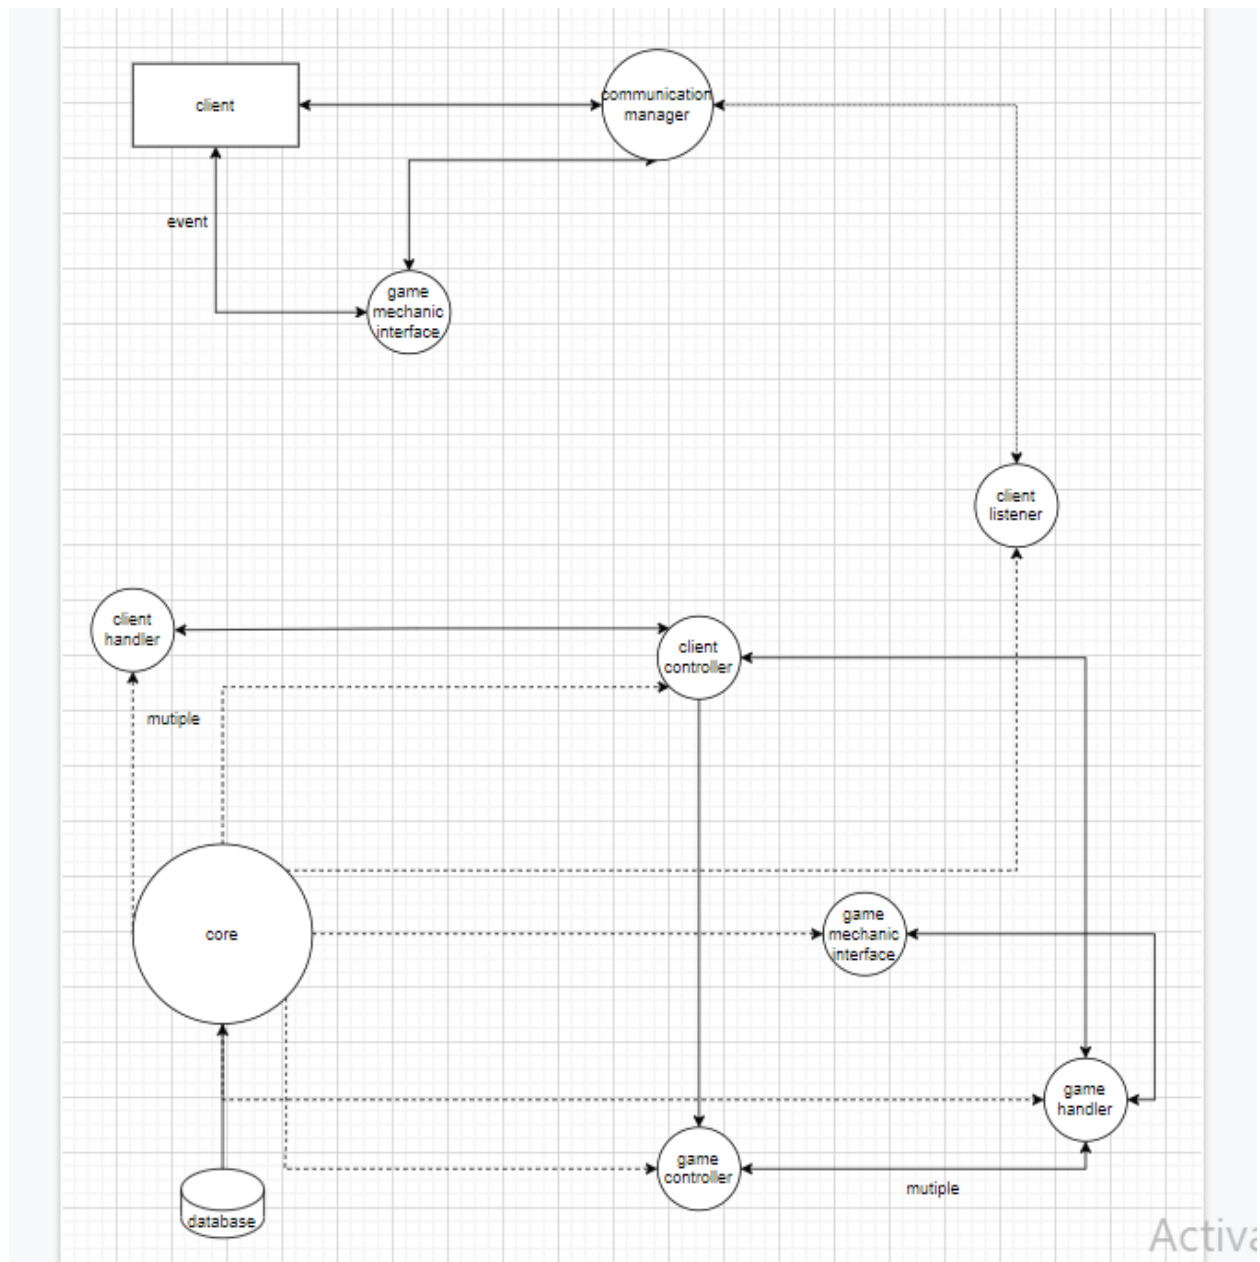 client
communication
manager
event
game
mechanic
interface
client
listener
client
handler
client
controller
mutiple
core
game
mechanic
interface
game
handler
game
controller
mutiple
database
Activa